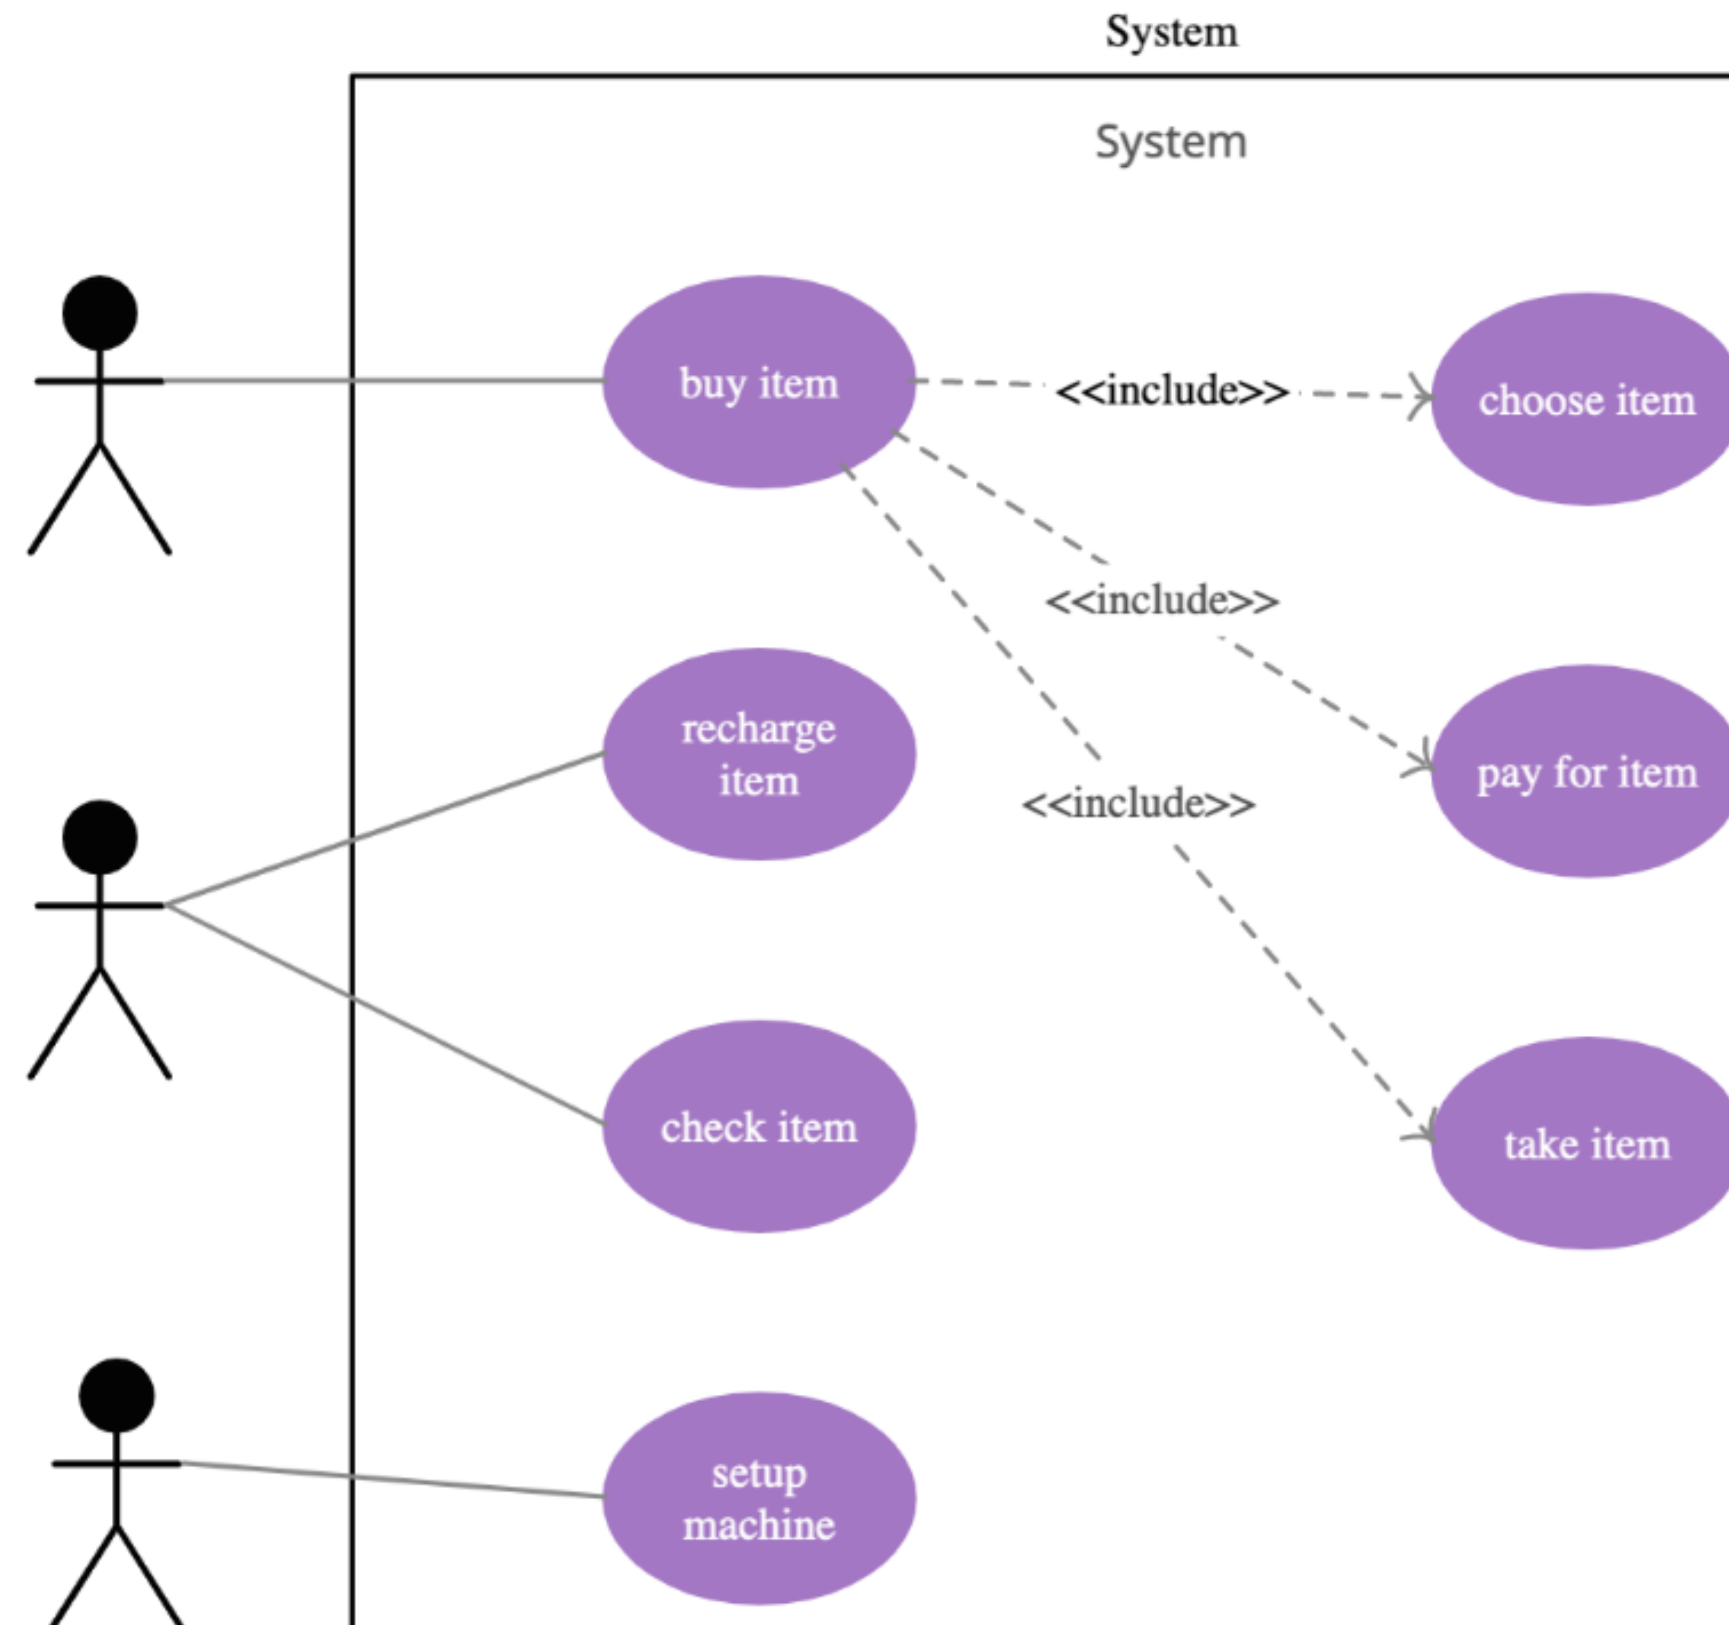 System
System
buy item
<<include>>
choose item
<<include>>
recharge
item
pay for item
<<include>>
check item
take item
setup
machine